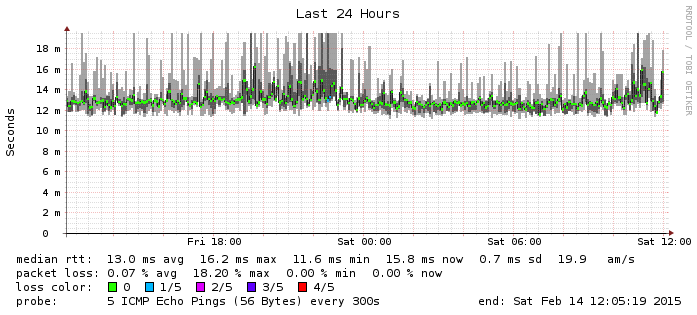 Last 24 Hours
RRDTOOL / TOBI OETIKER
Seconds
18 m
16 m
14 m
12 m
10 m
8 m
6 m
4 m
2 m
0
Fri 18:00 Sat 00:00 Sat 06:00 Sat 12:00
median rtt: 13.0 ms avg 16.2 ms max 11.6 ms min 15.8 ms now 0.7 ms sd 19.9 am/s
packet loss: 0.07 % avg 18.20 % max 0.00 % min 0.00 % now
loss color: 0 1/5 2/5 3/5 4/5
probe: 5 ICMP Echo Pings (56 Bytes) every 300s end: Sat Feb 14 12:05:19 2015